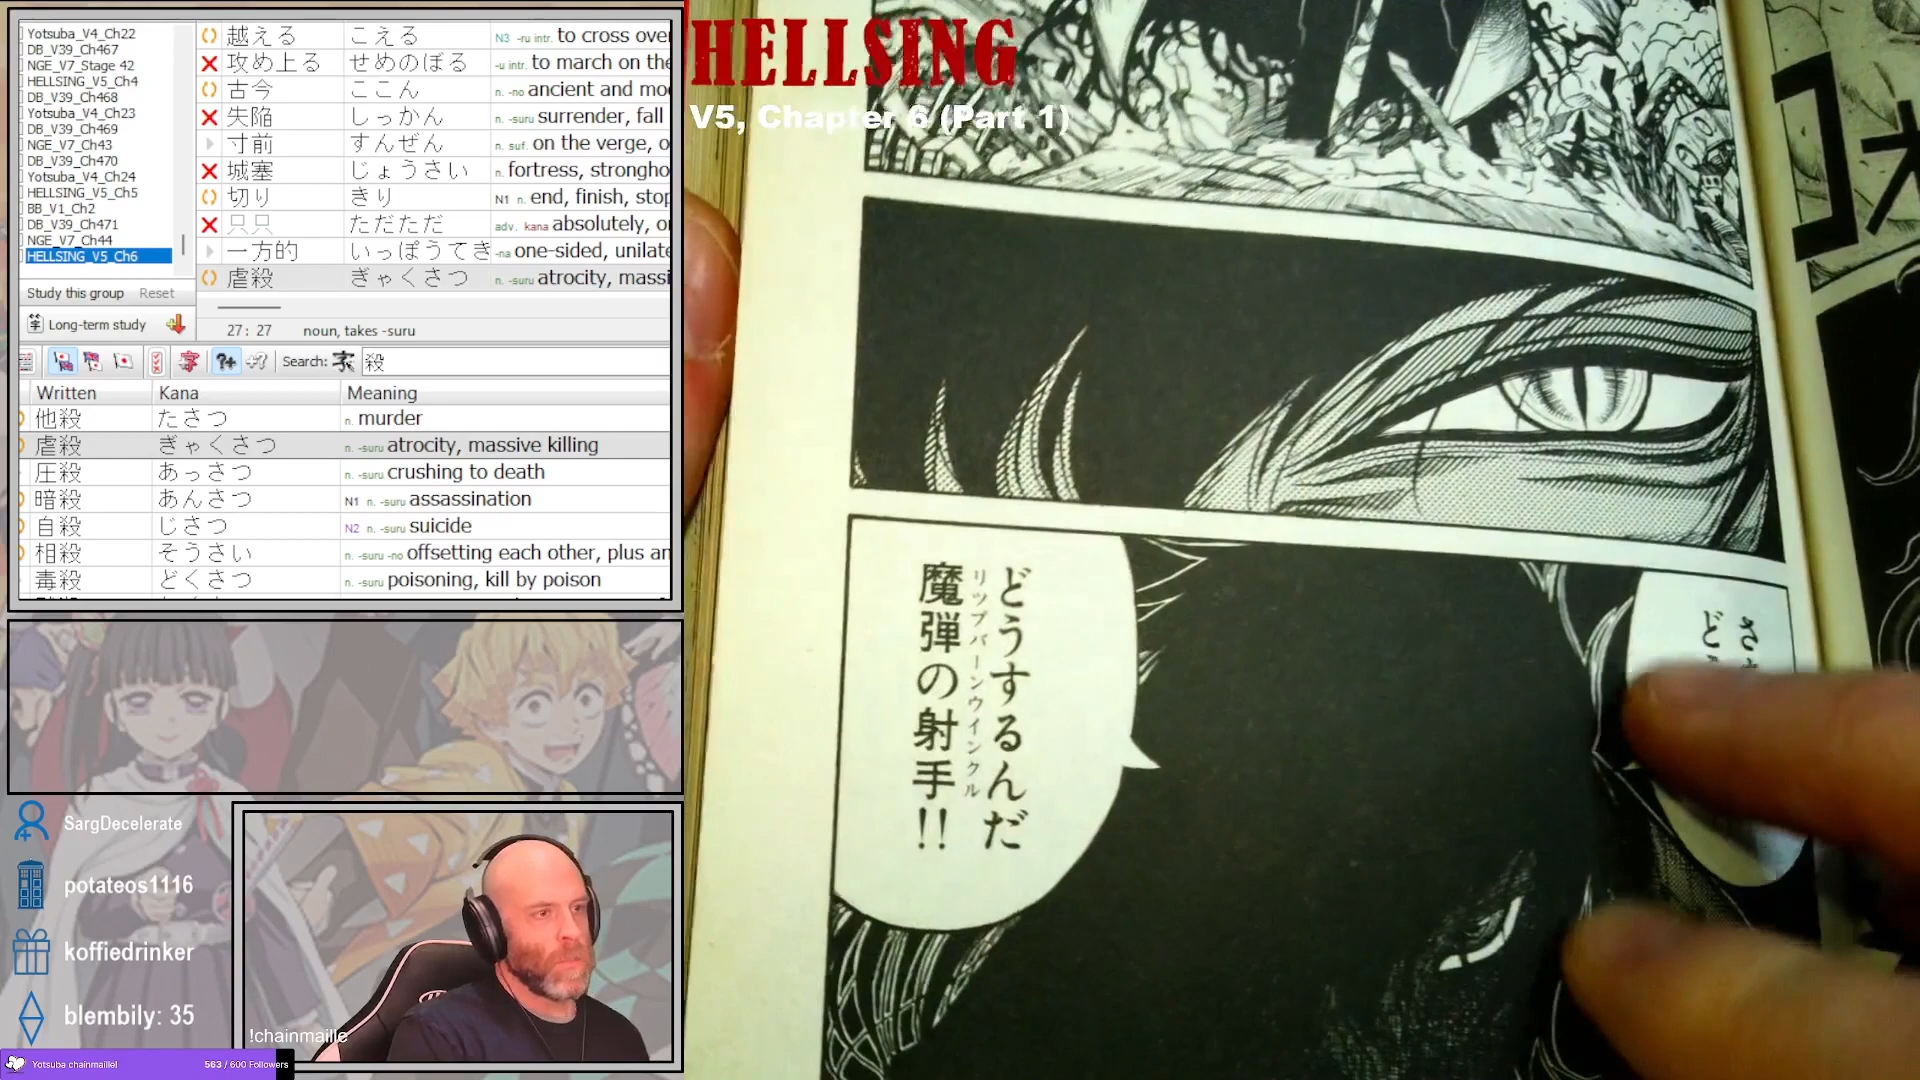 Yotsuba_V4_Ch22
DB_V39_Ch467
NGE_V7_Stage 42
HELLSING_V5_Ch4
DB_V39_Ch468
Yotsuba_V4_Ch23
DB_V39_Ch469
NGE_V7_Ch43
DB_V39_Ch470
Yotsuba_V4_Ch24
HELLSING_V5_Ch5
BB_V1_Ch2
DB_V39_Ch471
NGE_V7_Ch44
HELLSING_V5_Ch6
Study this group Reset
Long-term study
越える こえる N3 -ru intr. to cross over
攻め上る せめのぼる -u intr. to march on the
古今 ここん n. -no ancient and mo
失陥 しっかん n. -suru surrender, fall
寸前 すんぜん n. suf. on the verge, o
城塞 じょうさい n. fortress, strongho
切り きり N1 n. end, finish, stop
只只 ただただ adv. kana absolutely, o
一方的 いっぽうてき -na one-sided, unilate
虐殺 ぎゃくさつ n. -suru atrocity, massi
27: 27 noun, takes -suru
Search: 殺
Written Kana Meaning
他殺 たさつ n. murder
虐殺 ぎゃくさつ n. -suru atrocity, massive killing
圧殺 あっさつ n. -suru crushing to death
暗殺 あんさつ N1 n. -suru assassination
自殺 じさつ N2 n. -suru suicide
相殺 そうさい n. -suru -no offsetting each other, plus an
毒殺 どくさつ n. -suru poisoning, kill by poison
SargDecelerate
potateos1116
koffiedrinker
blembily: 35
!chainmaille
Yotsuba chainmaille! 563 / 600 Followers
HELLSING
V5, Chapter 6 (Part 1)
さ
ど
どうするんだ
リップバーンウインクル
魔弾の射手!!